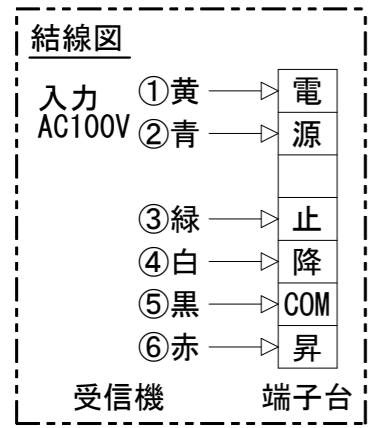 結線図
入力 ①黄 電
AC100V ②青 源
③緑 止
④白 降
⑤黒 COM
⑥赤 昇
受信機 端子台